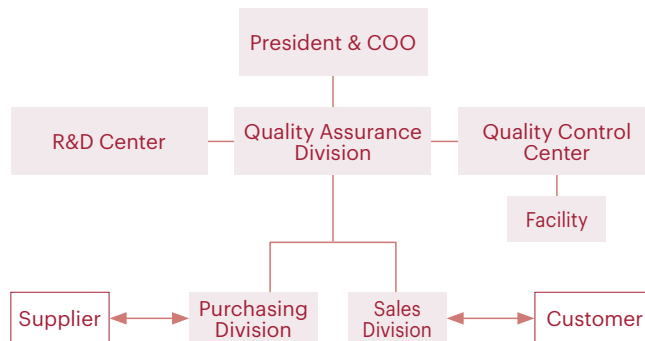 President & COO
R&D Center
Quality Assurance
Division
Quality Control
Center
Facility
Supplier
Purchasing
Division
Sales
Division
Customer